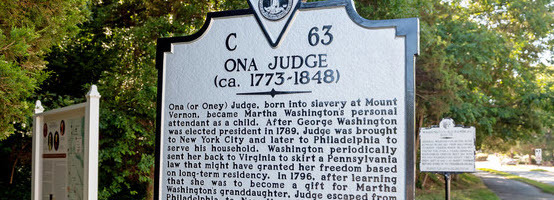 C 63
ONA JUDGE
(ca. 1773-1848)
Ona (or Oney) Judge, born into slavery at Mount
Vernon, became Martha Washington's personal
attendant as a child. After George Washington
was elected president in 1789, Judge was brought
to New York City and later to Philadelphia to
serve his household. Washington periodically
sent her back to Virginia to skirt a Pennsylvania
law that might have granted her freedom based
on long-term residency. In 1796, after learning
that she was to become a gift for Martha
Washington's granddaughter, Judge escaped from
Philadelphia to New